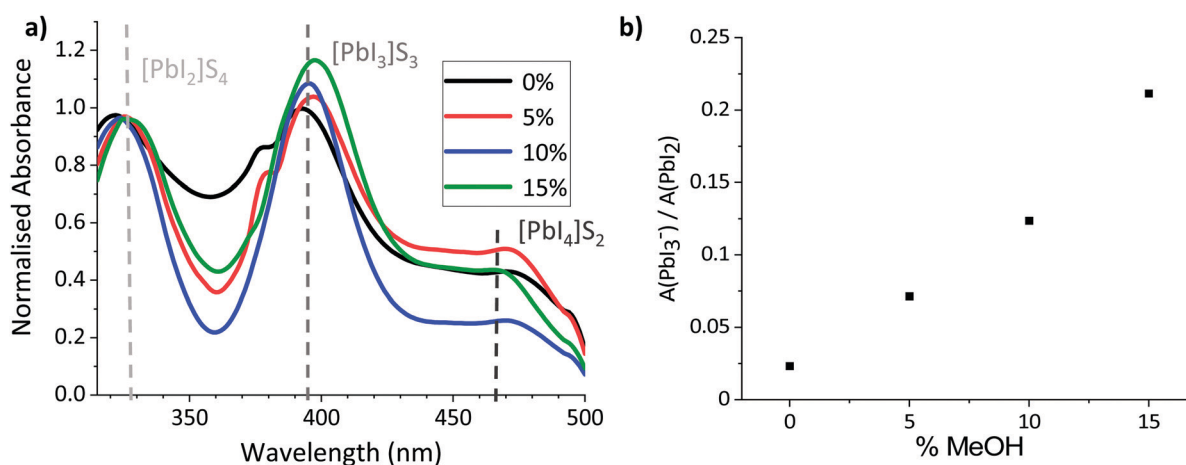 a)
[PbI₂]S₄
[PbI₃]S₃
[PbI₄]S₂
0%
5%
10%
15%
Normalised Absorbance
1.2
1.0
0.8
0.6
0.4
0.2
0.0
350 400 450 500
Wavelength (nm)
b)
A(PbI3⁻) / A(PbI2)
0.25
0.2
0.15
0.1
0.05
0
0 5 10 15
% MeOH